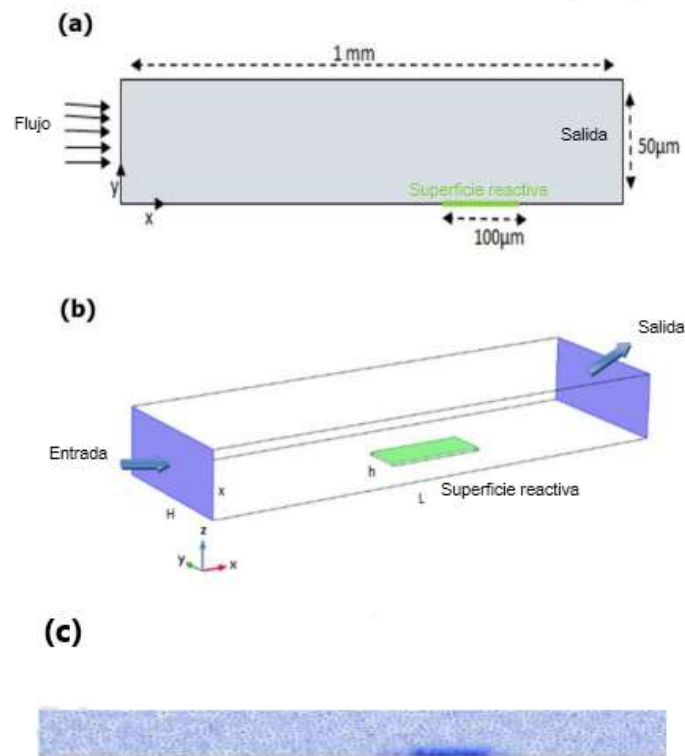 (a)
1 mm
Flujo
Salida
50µm
y
Superficie reactiva
x
100µm
(b)
Salida
Entrada
h
x
L
Superficie reactiva
H
z
y
x
(c)